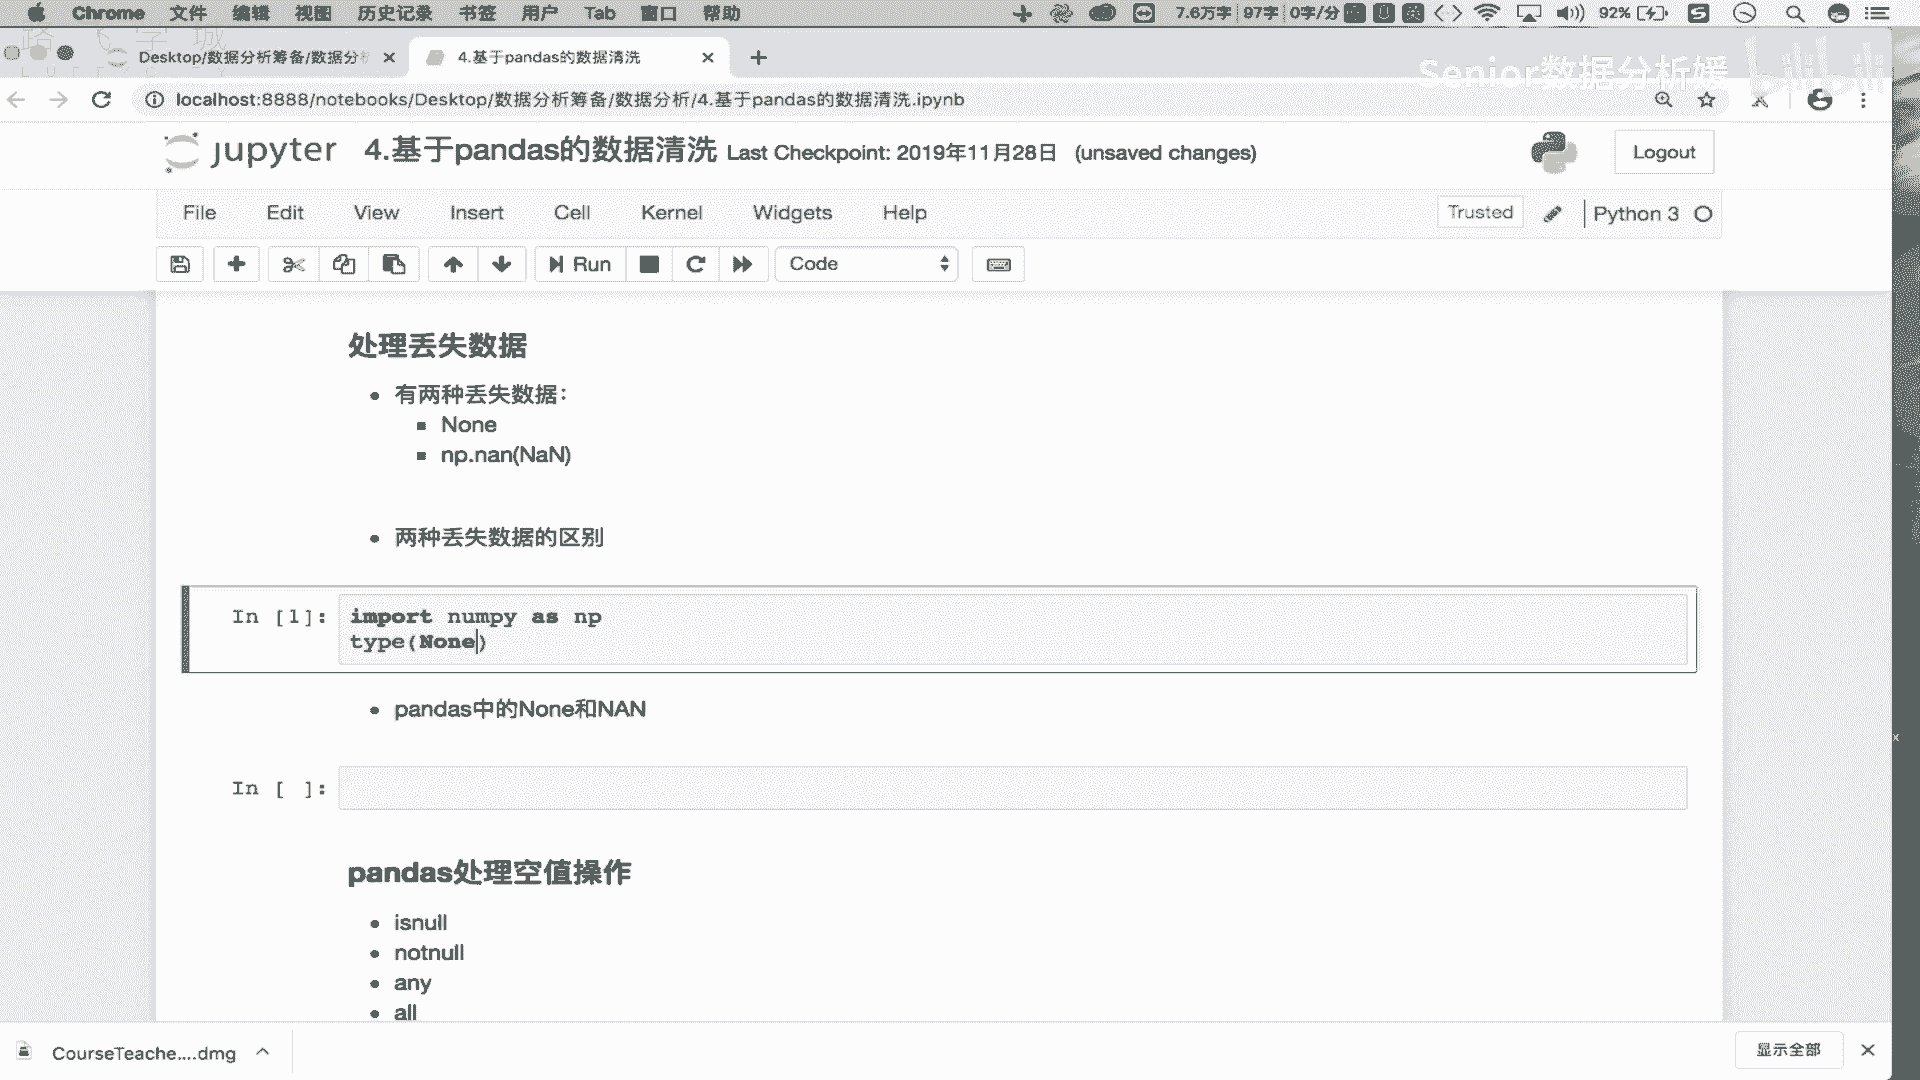 Chrome 文件 编辑 视图 历史记录 书签 用户 Tab 窗口 帮助 7.6万字 97字 0字/分 92%
Desktop/数据分析筹备/数据分析 4.基于pandas的数据清洗
Senior数据分析媛 bilibili
localhost:8888/notebooks/Desktop/数据分析筹备/数据分析/4.基于pandas的数据清洗.ipynb
jupyter 4.基于pandas的数据清洗 Last Checkpoint: 2019年11月28日 (unsaved changes) Logout
File Edit View Insert Cell Kernel Widgets Help Trusted Python 3
Run Code
处理丢失数据
有两种丢失数据：
None
np.nan(NaN)
两种丢失数据的区别
In [1]: import numpy as np
type(None)
pandas中的None和NAN
In [ ]:
pandas处理空值操作
isnull
notnull
any
all
CourseTeache....dmg 显示全部